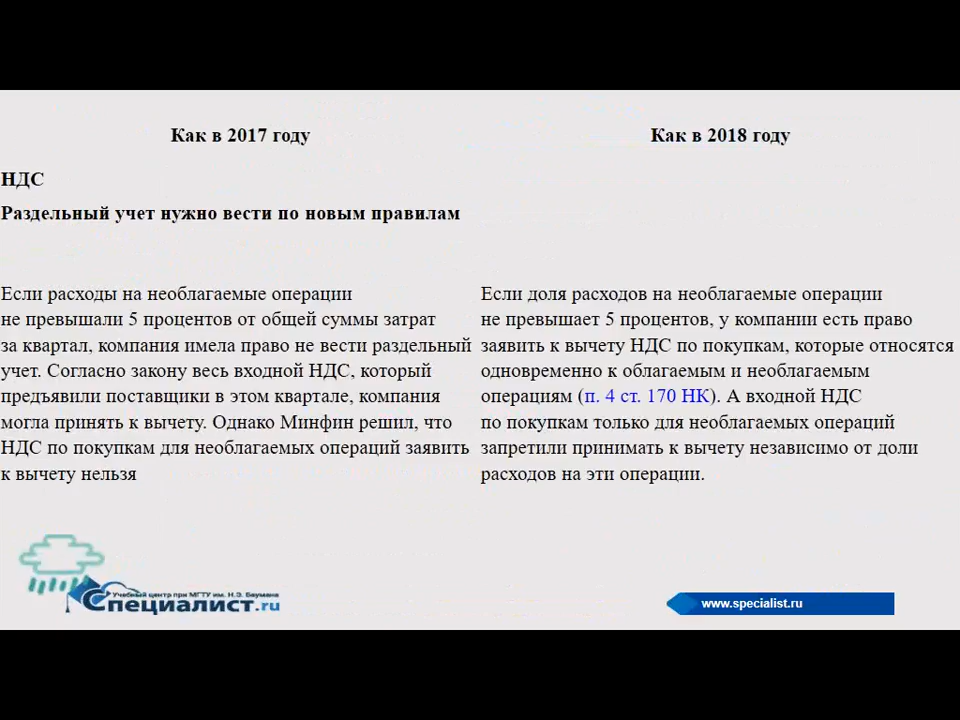 Как в 2017 году
Как в 2018 году
НДС
Раздельный учет нужно вести по новым правилам
Если расходы на необлагаемые операции
не превышали 5 процентов от общей суммы затрат
за квартал, компания имела право не вести раздельный
учет. Согласно закону весь входной НДС, который
предъявили поставщики в этом квартале, компания
могла принять к вычету. Однако Минфин решил, что
НДС по покупкам для необлагаемых операций заявить
к вычету нельзя
Если доля расходов на необлагаемые операции
не превышает 5 процентов, у компании есть право
заявить к вычету НДС по покупкам, которые относятся
одновременно к облагаемым и необлагаемым
операциям (п. 4 ст. 170 НК). А входной НДС
по покупкам только для необлагаемых операций
запретили принимать к вычету независимо от доли
расходов на эти операции.
Учебный центр при МГТУ им. Н.Э. Баумана
Специалист.ru
www.specialist.ru